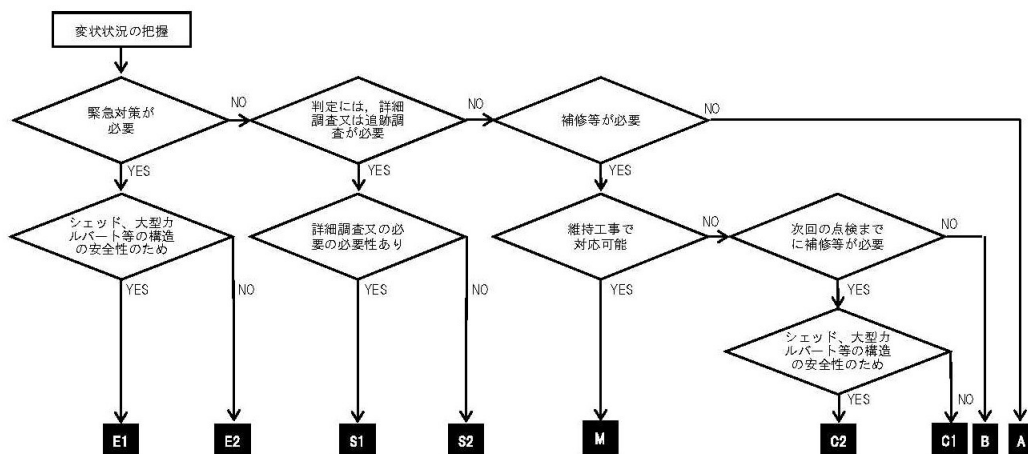 変状状況の把握
緊急対策が
必要
NO
判定には，詳細
調査又は追跡調
査が必要
NO
補修等が必要
NO
YES
YES
YES
シェッド、大型カ
ルバート等の構造
の安全性のため
詳細調査又の必
要の必要性あり
維持工事で
対応可能
NO
次回の点検まで
に補修等が必要
NO
YES
NO
YES
NO
YES
YES
シェッド、大型カ
ルバート等の構造
の安全性のため
YES
NO
E1
E2
S1
S2
M
C2
C1
B
A